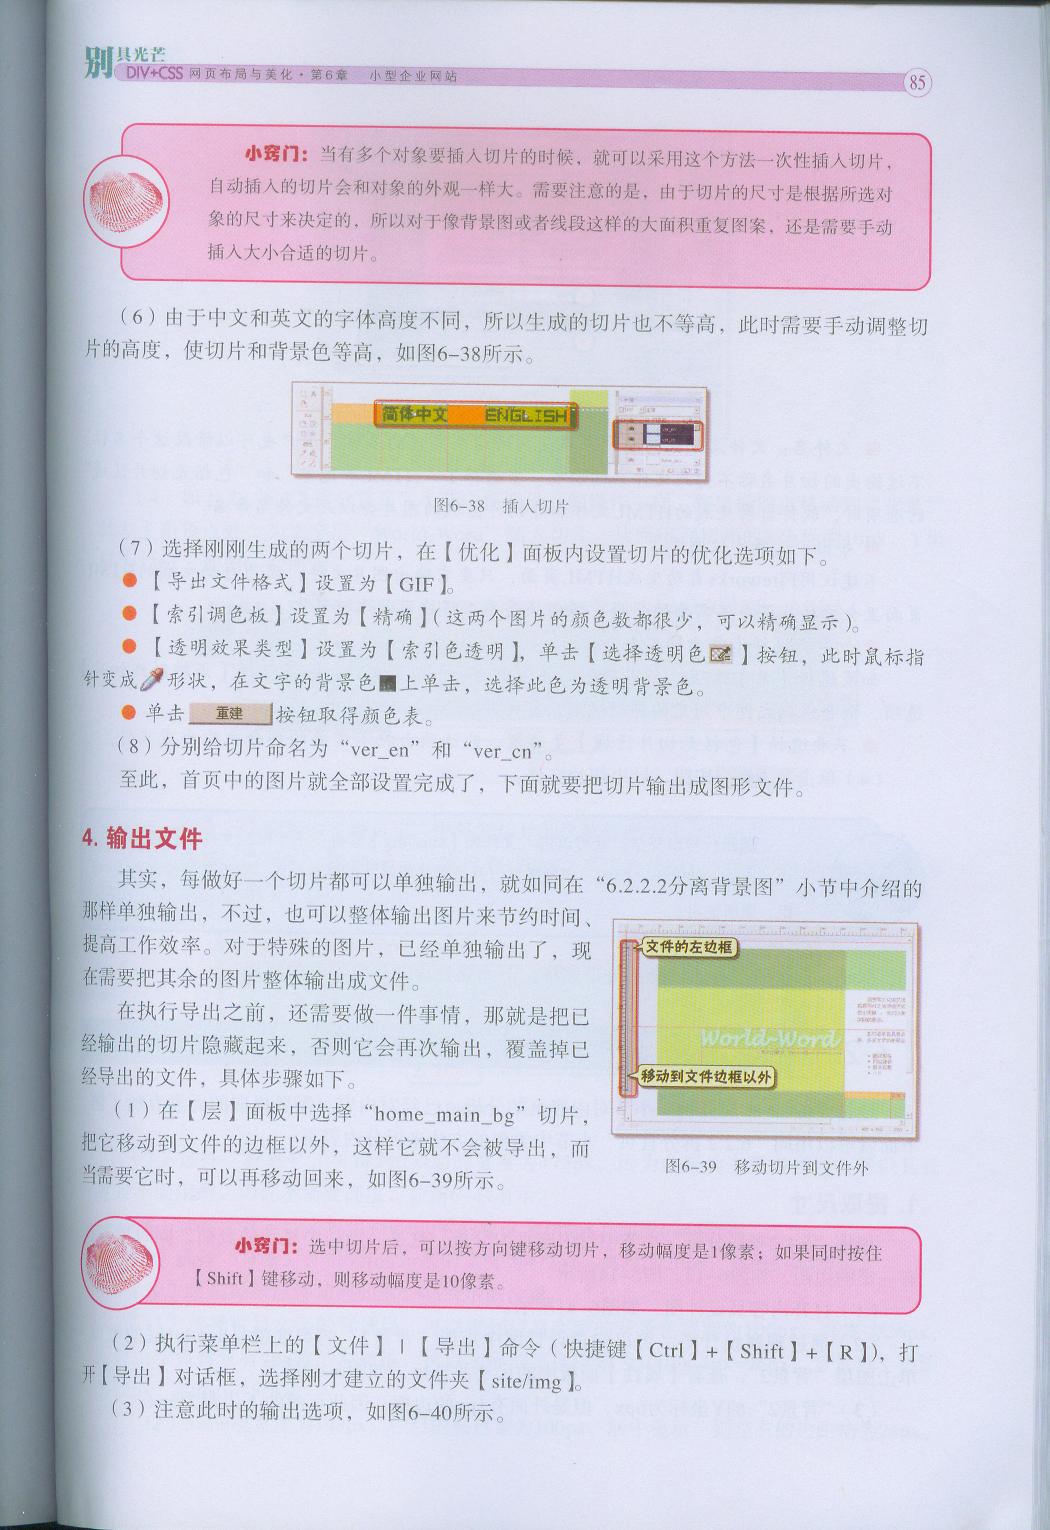 别具光芒
DIV+CSS 网页布局与美化·第6章 小型企业网站
85
小窍门：当有多个对象要插入切片的时候，就可以采用这个方法一次性插入切片，
自动插入的切片会和对象的外观一样大。需要注意的是，由于切片的尺寸是根据所选对
象的尺寸来决定的，所以对于像背景图或者线段这样的大面积重复图案，还是需要手动
插入大小合适的切片。
（6）由于中文和英文的字体高度不同，所以生成的切片也不等高，此时需要手动调整切
片的高度，使切片和背景色等高，如图6-38所示。
简体中文 ENGLISH
图6-38 插入切片
（7）选择刚刚生成的两个切片，在【优化】面板内设置切片的优化选项如下。
● 【导出文件格式】设置为【GIF】。
● 【索引调色板】设置为【精确】（这两个图片的颜色数都很少，可以精确显示）。
● 【透明效果类型】设置为【索引色透明】，单击【选择透明色】按钮，此时鼠标指
针变成形状，在文字的背景色上单击，选择此色为透明背景色。
● 单击 重建 按钮取得颜色表。
（8）分别给切片命名为“ver_en”和“ver_cn”。
至此，首页中的图片就全部设置完成了，下面就要把切片输出成图形文件。
4. 输出文件
其实，每做好一个切片都可以单独输出，就如同在“6.2.2.2分离背景图”小节中介绍的
那样单独输出，不过，也可以整体输出图片来节约时间、
提高工作效率。对于特殊的图片，已经单独输出了，现
在需要把其余的图片整体输出成文件。
在执行导出之前，还需要做一件事情，那就是把已
经输出的切片隐藏起来，否则它会再次输出，覆盖掉已
经导出的文件，具体步骤如下。
（1）在【层】面板中选择“home_main_bg”切片，
把它移动到文件的边框以外，这样它就不会被导出，而
当需要它时，可以再移动回来，如图6-39所示。
文件的左边框
World-Word
移动到文件边框以外
图6-39 移动切片到文件外
小窍门：选中切片后，可以按方向键移动切片，移动幅度是1像素；如果同时按住
【Shift】键移动，则移动幅度是10像素。
（2）执行菜单栏上的【文件】|【导出】命令（快捷键【Ctrl】+【Shift】+【R】），打
开【导出】对话框，选择刚才建立的文件夹【site/img】。
（3）注意此时的输出选项，如图6-40所示。